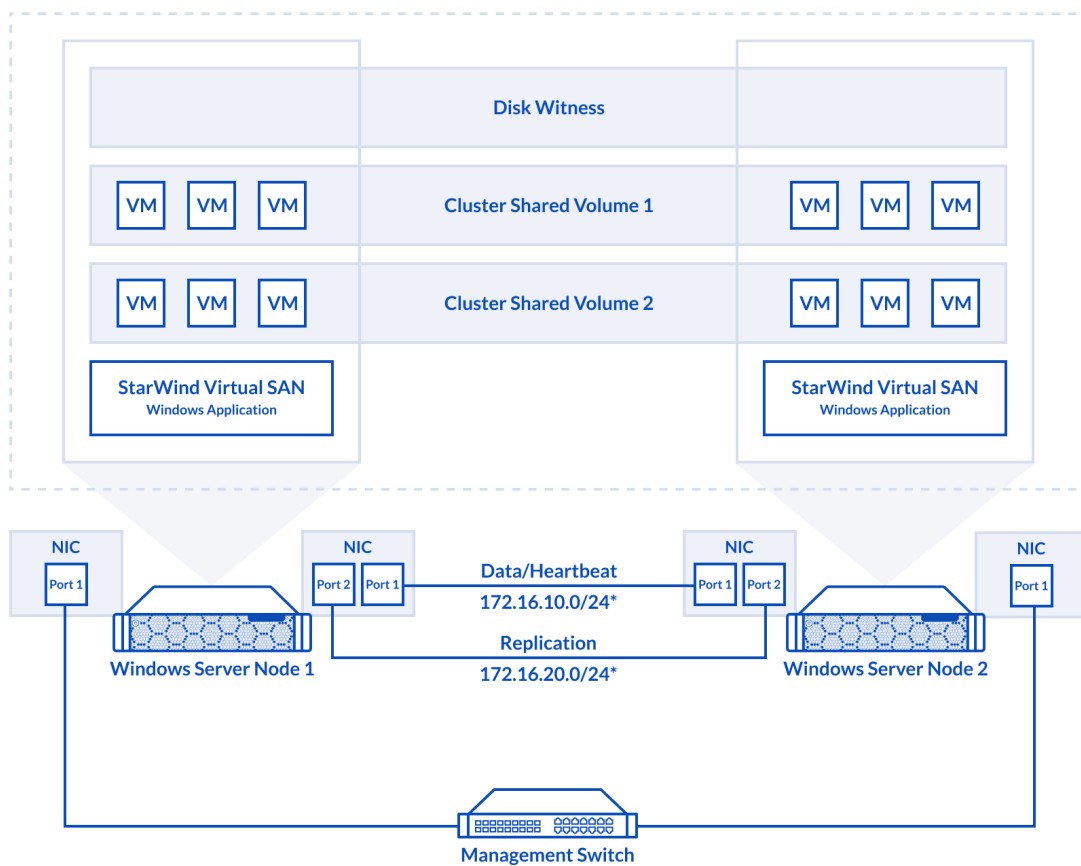 Disk Witness
VM VM VM Cluster Shared Volume 1 VM VM VM
VM VM VM Cluster Shared Volume 2 VM VM VM
StarWind Virtual SAN
Windows Application
StarWind Virtual SAN
Windows Application
NIC
Port 1
NIC
Port 2 Port 1
Data/Heartbeat
172.16.10.0/24*
Replication
172.16.20.0/24*
NIC
Port 1 Port 2
NIC
Port 1
Windows Server Node 1
Windows Server Node 2
Management Switch